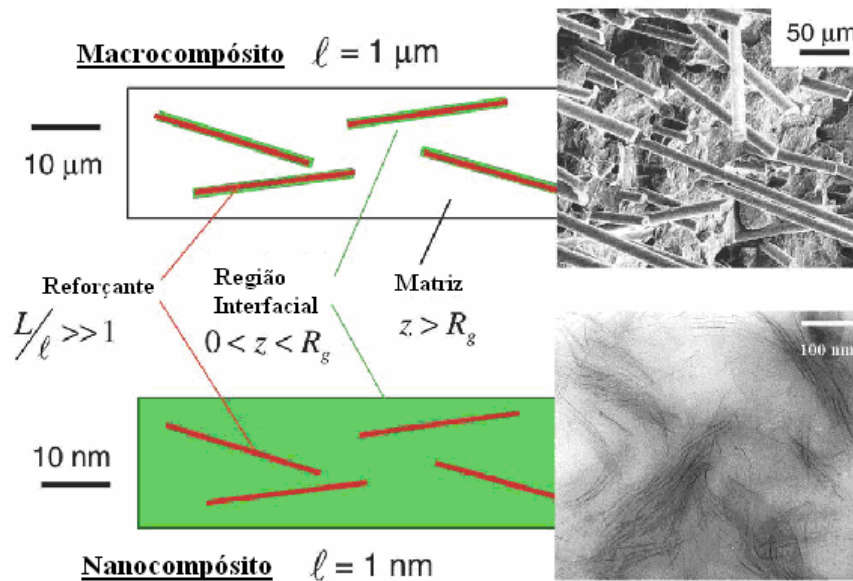 Macrocompósito ℓ = 1 μm
50 μm
10 μm
Reforçante
L/ℓ >> 1
Região
Interfacial
0 < z < R_g
Matriz
z > R_g
100 nm
10 nm
Nanocompósito ℓ = 1 nm